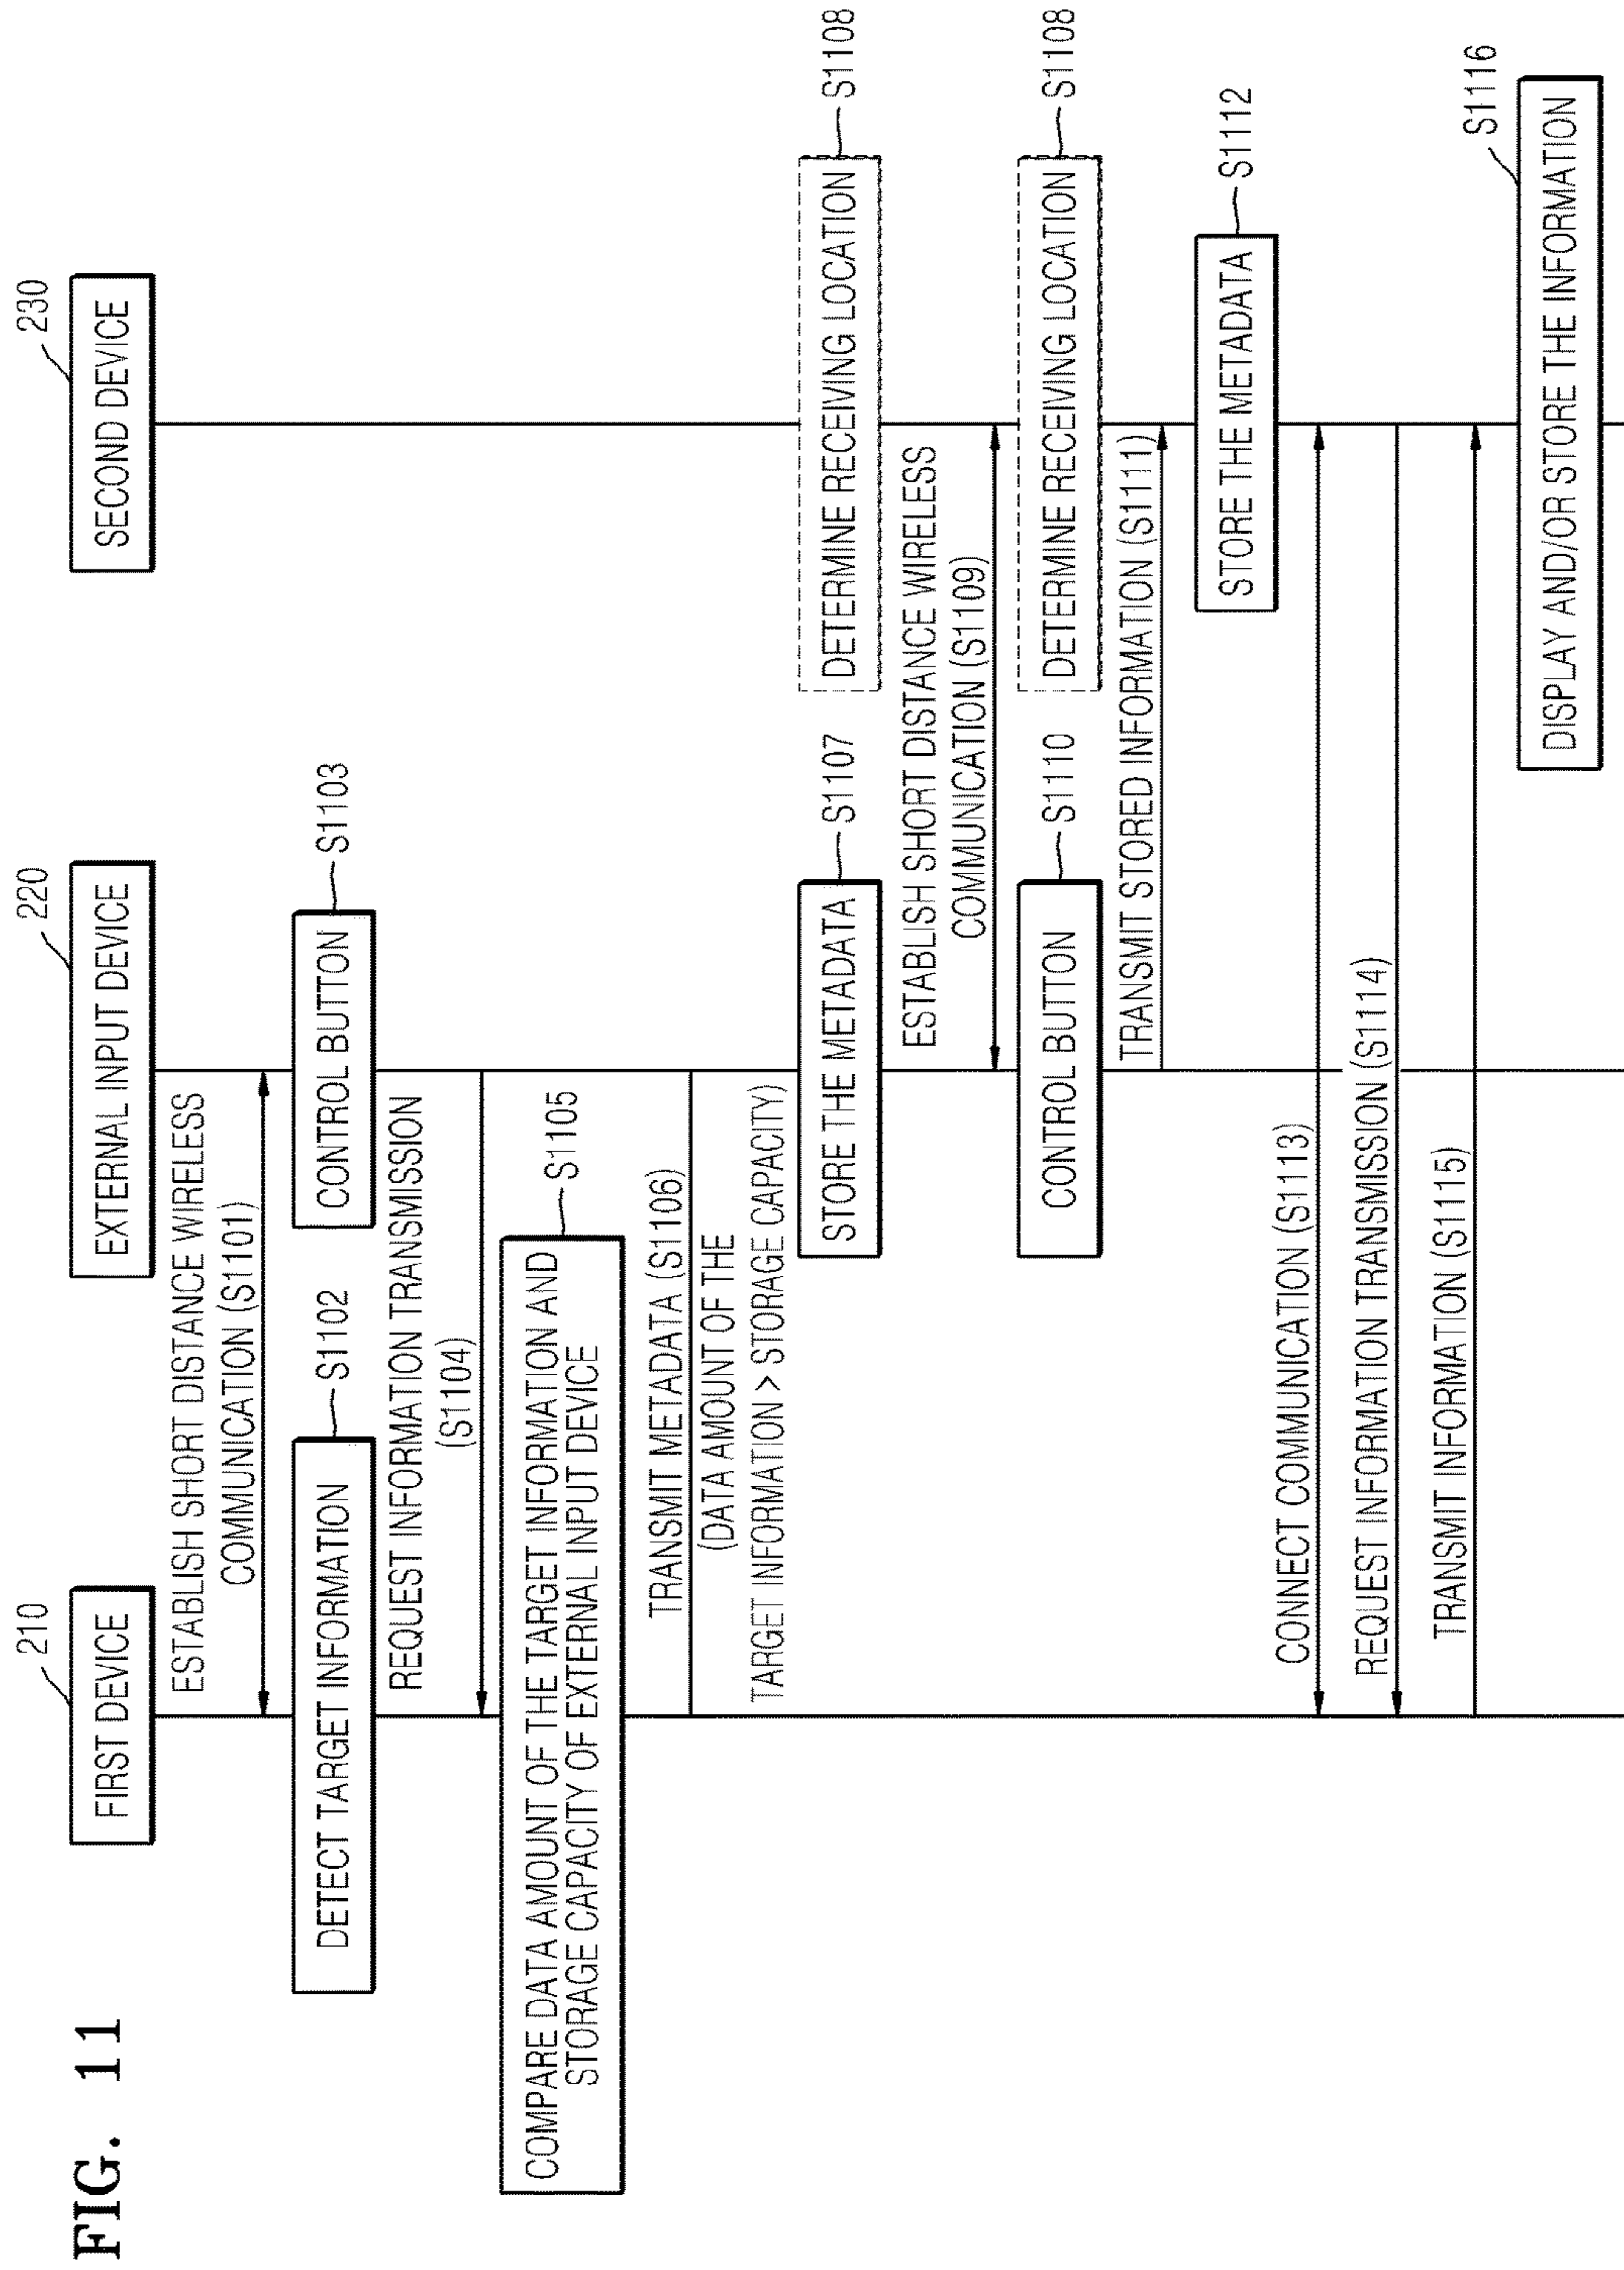 FIG. 11
210
FIRST DEVICE
220
EXTERNAL INPUT DEVICE
230
SECOND DEVICE
ESTABLISH SHORT DISTANCE WIRELESS
COMMUNICATION (S1101)
DETECT TARGET INFORMATION
S1102
CONTROL BUTTON
S1103
REQUEST INFORMATION TRANSMISSION
(S1104)
COMPARE DATA AMOUNT OF THE TARGET INFORMATION AND
STORAGE CAPACITY OF EXTERNAL INPUT DEVICE
S1105
TRANSMIT METADATA (S1106)
(DATA AMOUNT OF THE
TARGET INFORMATION > STORAGE CAPACITY)
STORE THE METADATA
S1107
DETERMINE RECEIVING LOCATION
S1108
ESTABLISH SHORT DISTANCE WIRELESS
COMMUNICATION (S1109)
CONTROL BUTTON
S1110
DETERMINE RECEIVING LOCATION
S1108
TRANSMIT STORED INFORMATION (S1111)
STORE THE METADATA
S1112
CONNECT COMMUNICATION (S1113)
REQUEST INFORMATION TRANSMISSION (S1114)
TRANSMIT INFORMATION (S1115)
S1116
DISPLAY AND/OR STORE THE INFORMATION